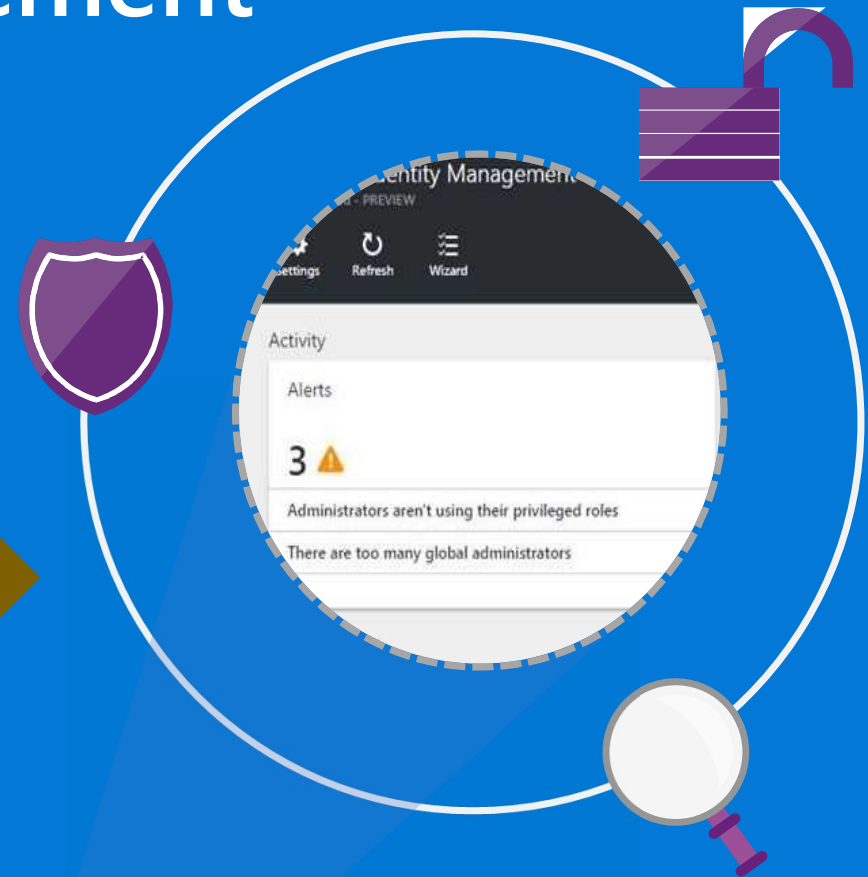 ement
entity Management
d - PREVIEW
ettings Refresh Wizard
Activity
Alerts
3
Administrators aren't using their privileged roles
There are too many global administrators